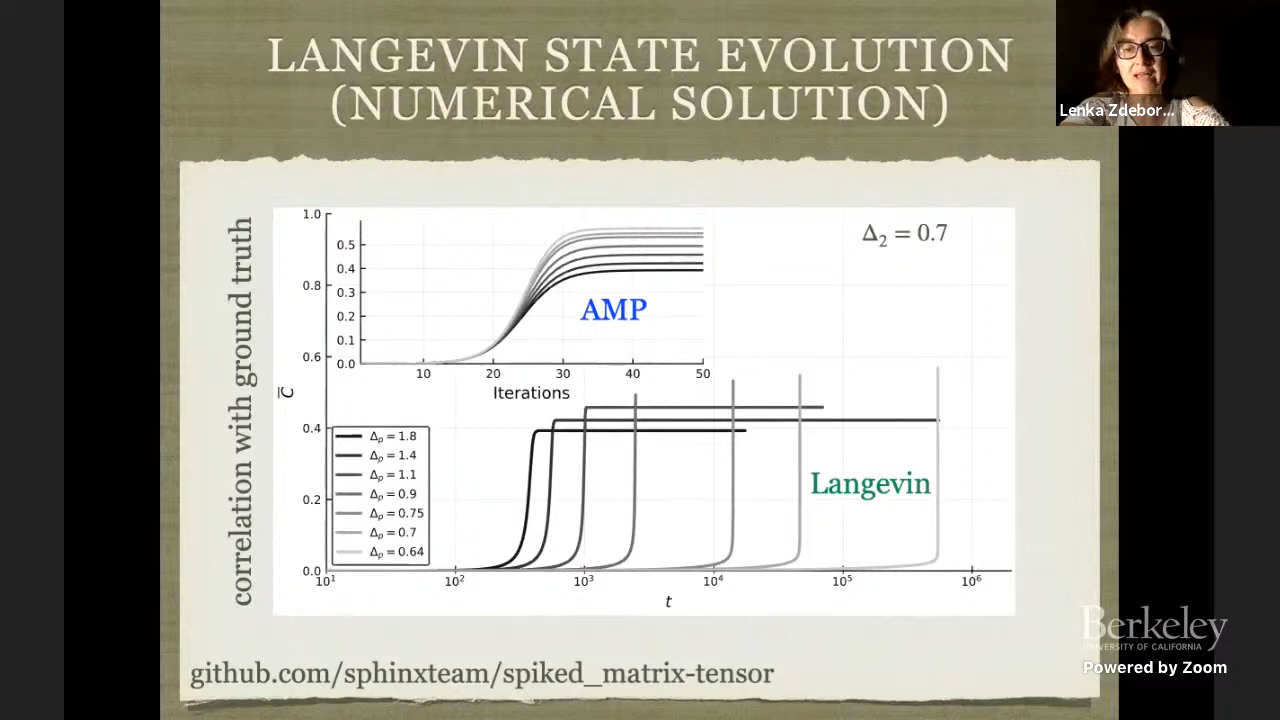 LANGEVIN STATE EVOLUTION
(NUMERICAL SOLUTION)
Lenka Zdebor...
correlation with ground truth
C̅
1.0
0.8
0.6
0.4
0.2
0.0
Δ₂ = 0.7
0.5
0.4
0.3
0.2
0.1
0.0
AMP
10 20 30 40 50
Iterations
Δₚ = 1.8
Δₚ = 1.4
Δₚ = 1.1
Δₚ = 0.9
Δₚ = 0.75
Δₚ = 0.7
Δₚ = 0.64
Langevin
10¹ 10² 10³ 10⁴ 10⁵ 10⁶
t
github.com/sphinxteam/spiked_matrix-tensor
Berkeley
UNIVERSITY OF CALIFORNIA
Powered by Zoom